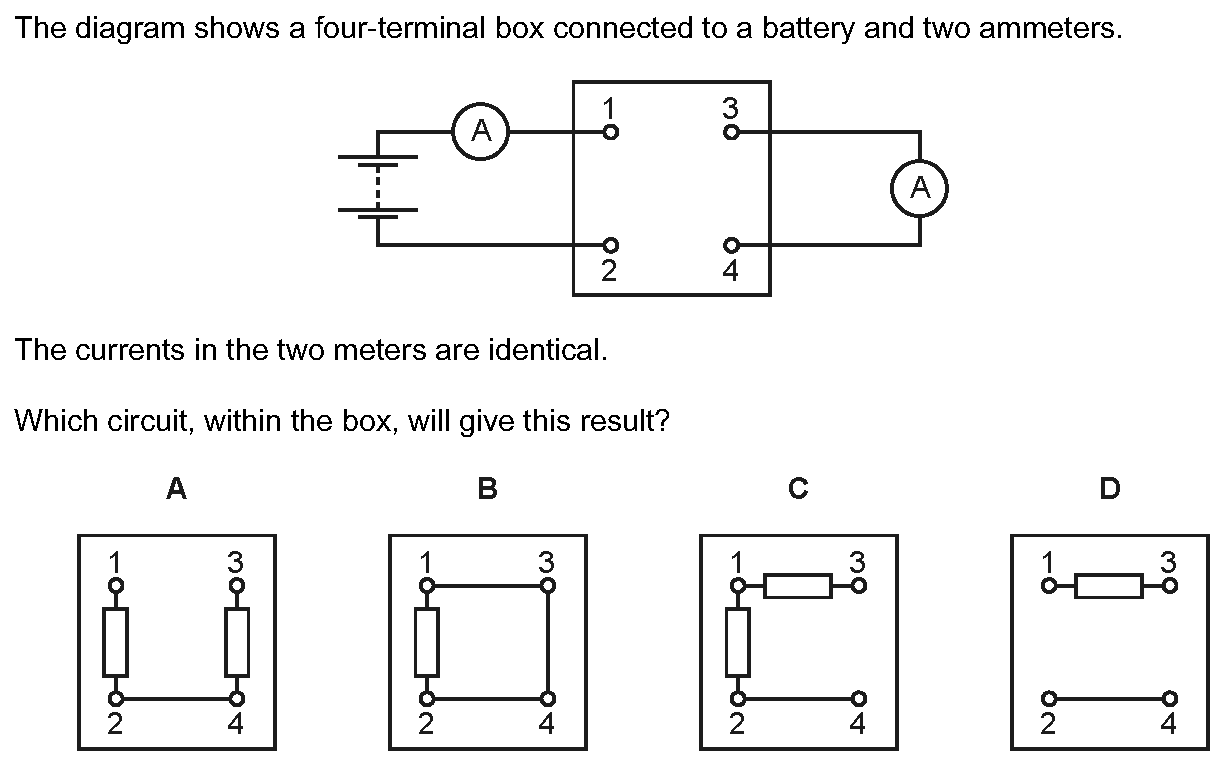 The diagram shows a four-terminal box connected to a battery and two ammeters.
A 1 3
A
2 4
The currents in the two meters are identical.
Which circuit, within the box, will give this result?
A B C D
1 3 1 3 1 3 1 3
2 4 2 4 2 4 2 4